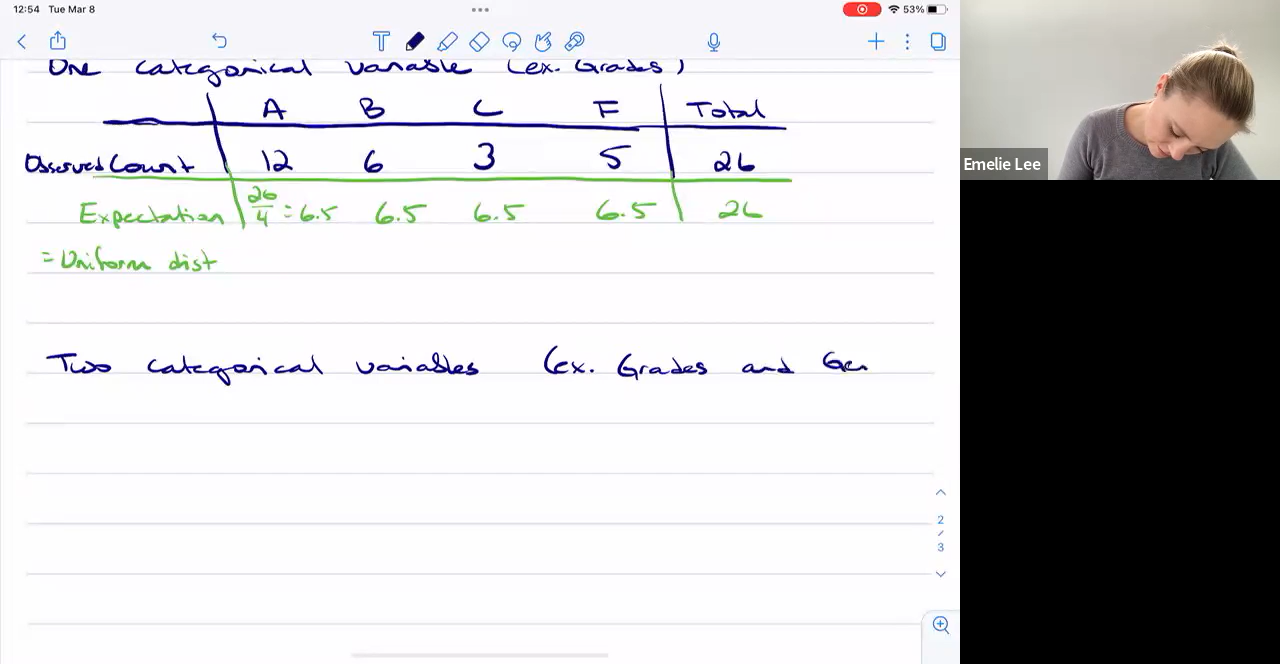 12:54 Tue Mar 8
53%
One categorical variable (ex. Grades)
A B C F Total
Observed Count 12 6 3 5 26
Expectation 26/4 = 6.5 6.5 6.5 6.5 26
= Uniform dist
Two categorical variables (ex. Grades and Gen
2
/
3
Emelie Lee